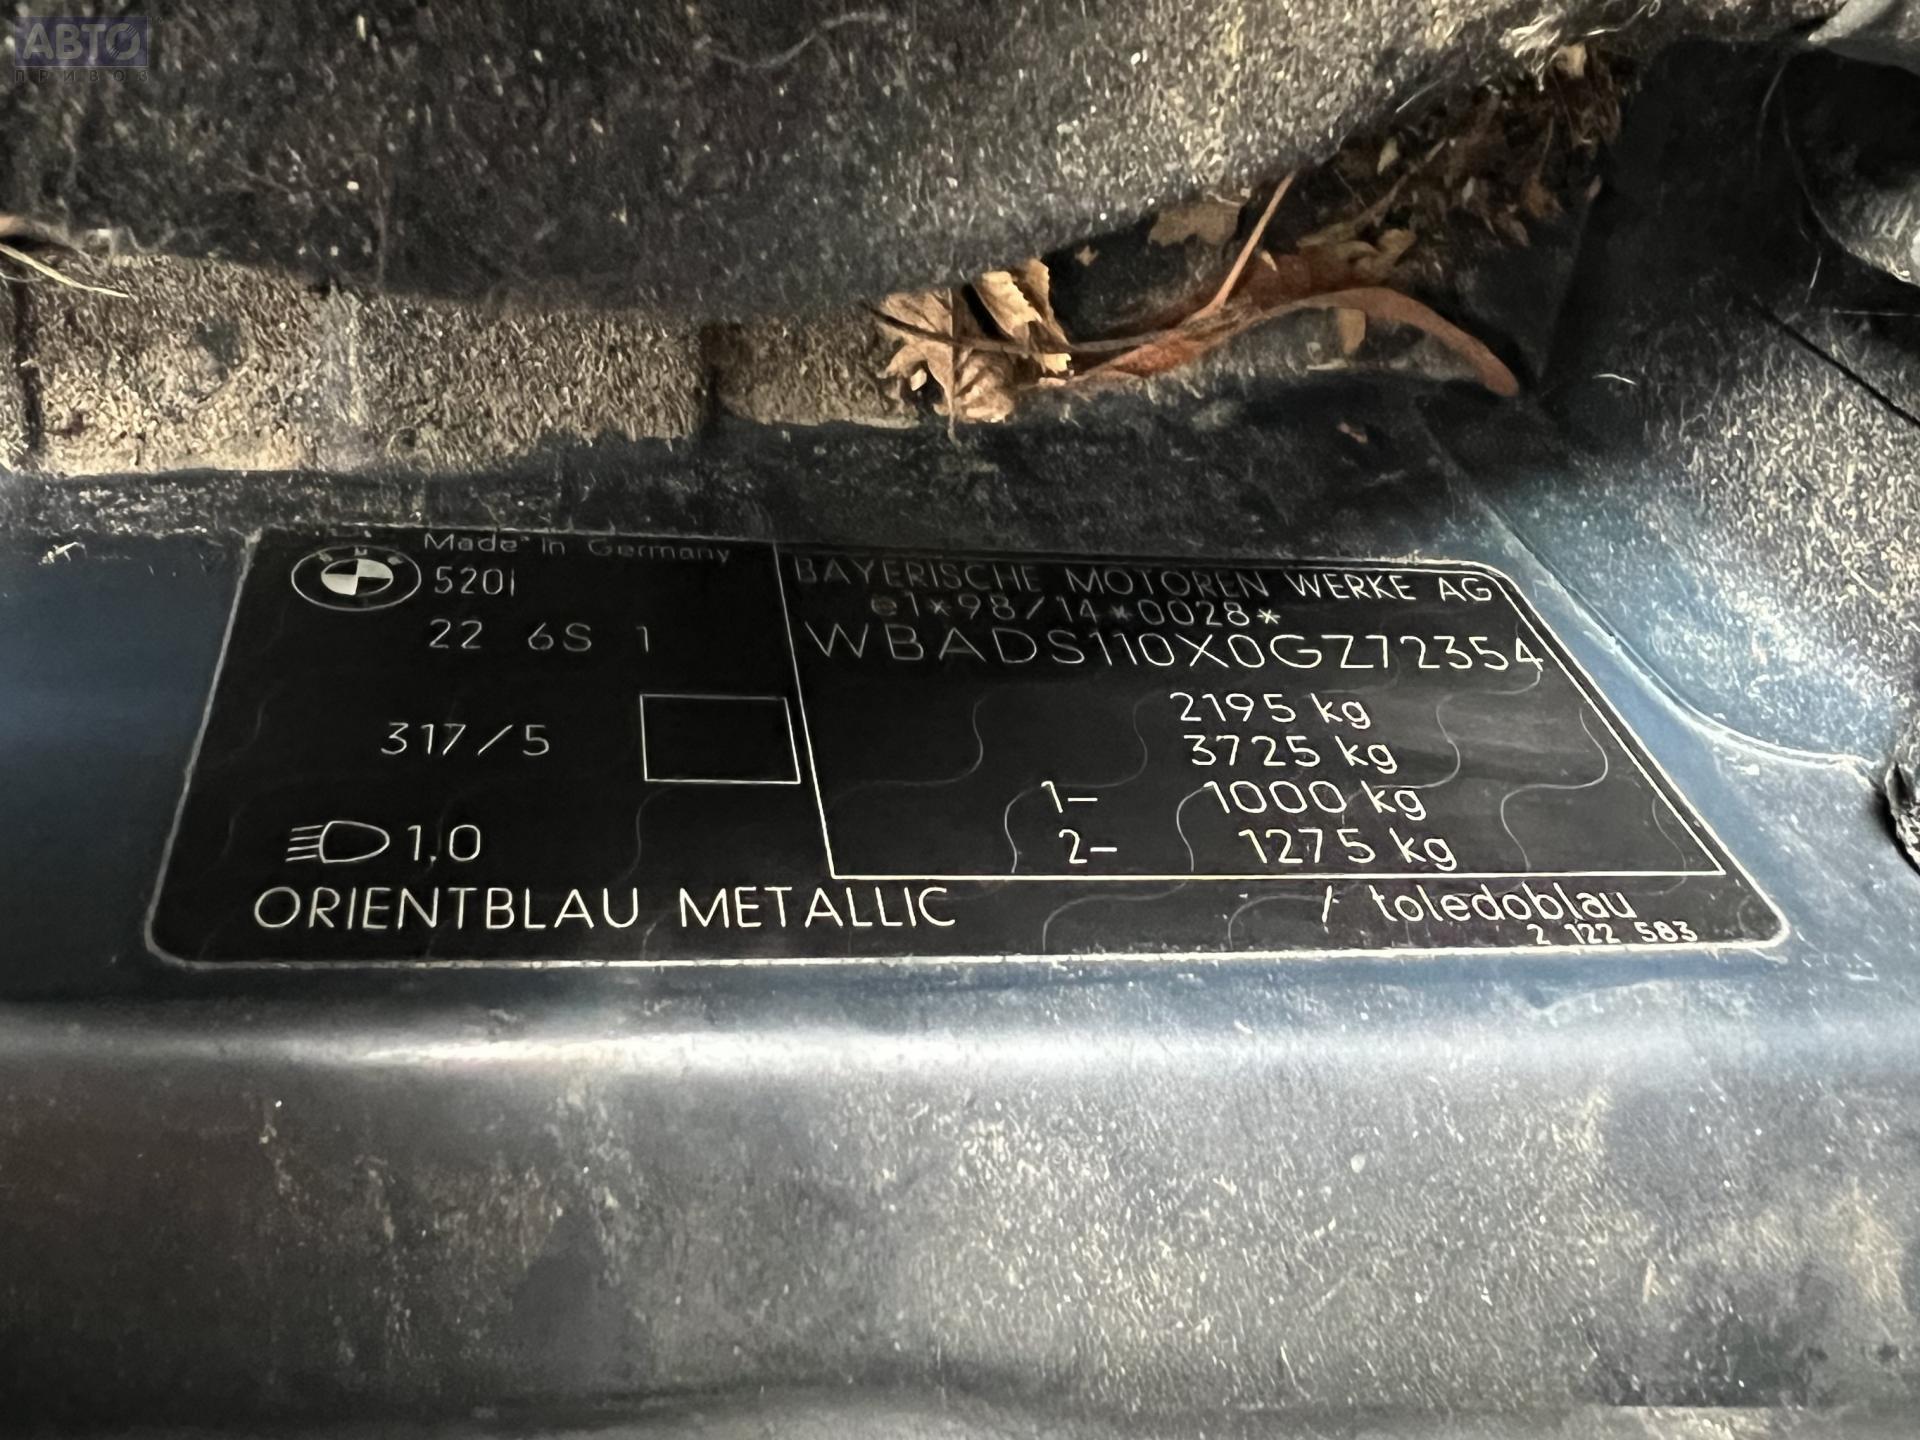 АВТО
ПРИВОЗ
Made in Germany
520i
22 6S 1
317/5
1,0
ORIENTBLAU METALLIC
BAYERISCHE MOTOREN WERKE AG
e1*98/14*0028*
WBADS110X0GZ72354
2195 kg
3725 kg
1- 1000 kg
2- 1275 kg
/ toledoblau
2 122 583